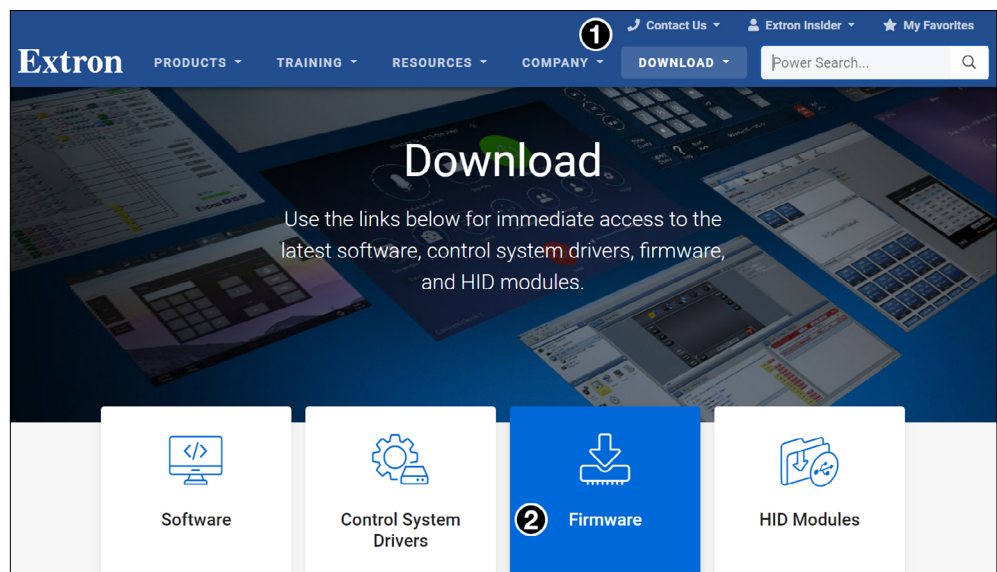 1
Contact Us
Extron Insider
My Favorites
Extron
PRODUCTS
TRAINING
RESOURCES
COMPANY
DOWNLOAD
Power Search...
Download
Use the links below for immediate access to the
latest software, control system drivers, firmware,
and HID modules.
</>
Software
Control System
Drivers
2
Firmware
HID Modules